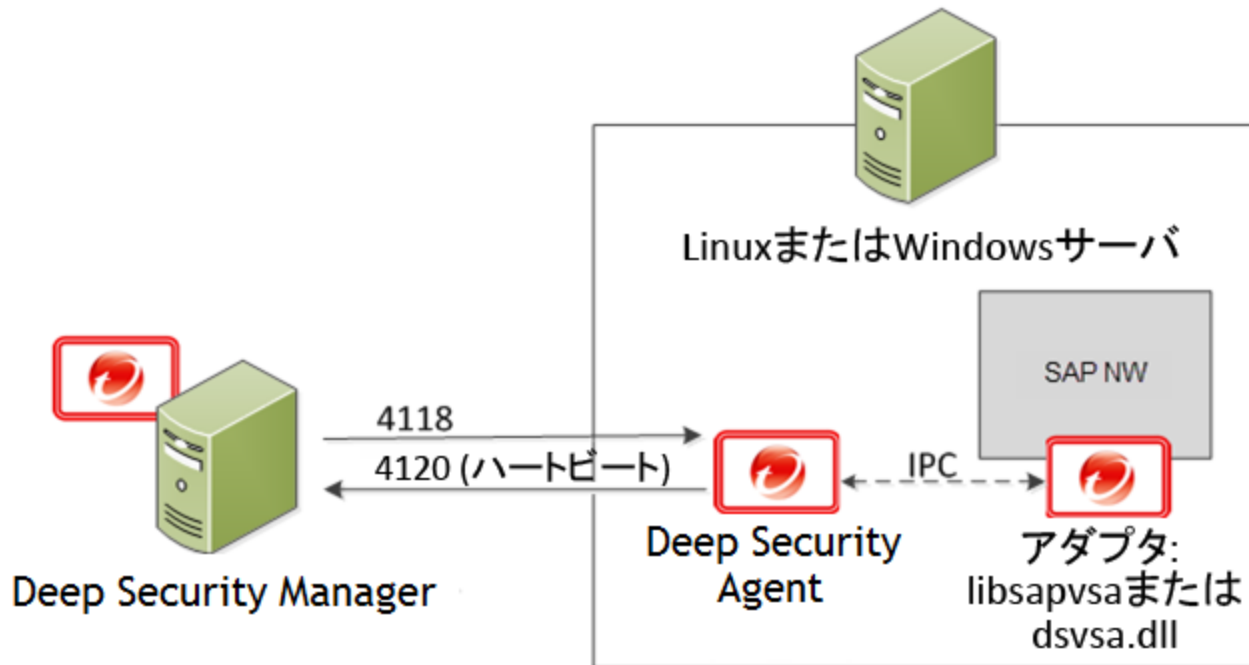 LinuxまたはWindowsサーバ
SAP NW
4118
4120 (ハートビート)
IPC
Deep Security Manager
Deep Security
Agent
アダプタ:
libsapvsaまたは
dsvsa.dll